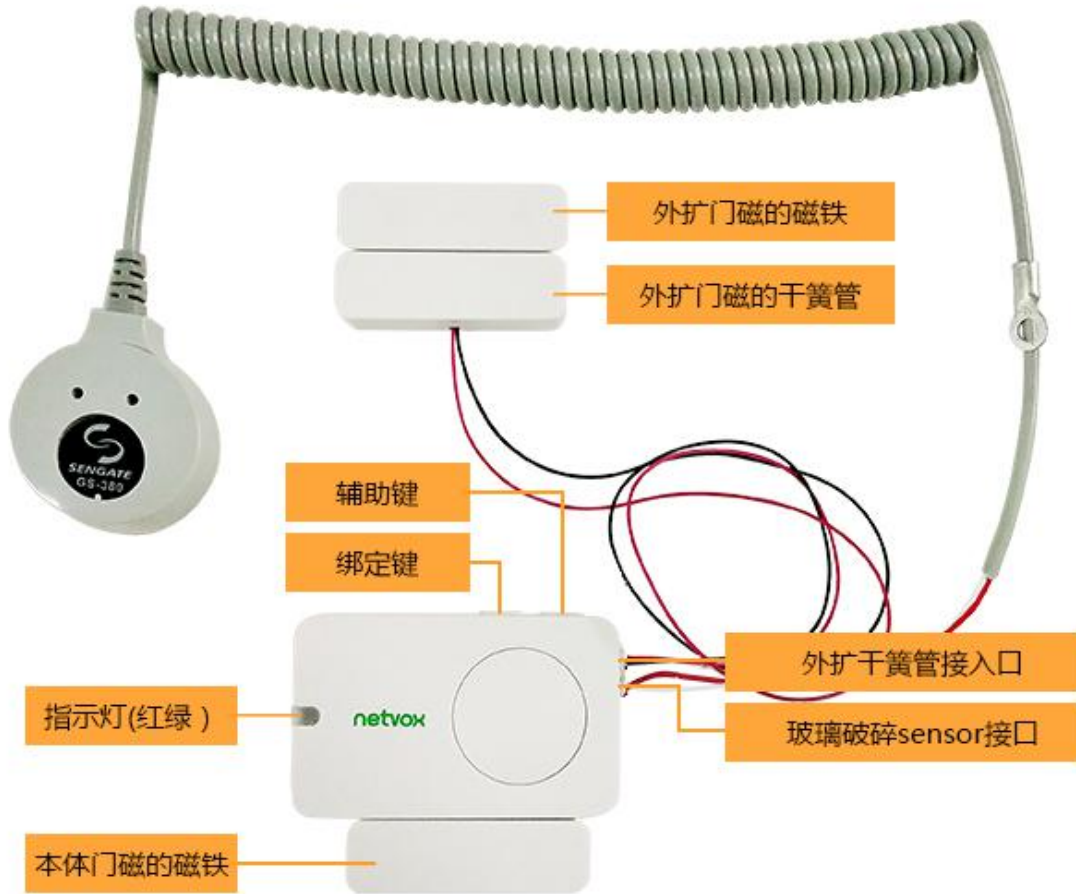 外扩门磁的磁铁
外扩门磁的干簧管
SENGATE
GS-380
辅助键
绑定键
外扩干簧管接入口
指示灯(红绿)
netvox
玻璃破碎sensor接口
本体门磁的磁铁